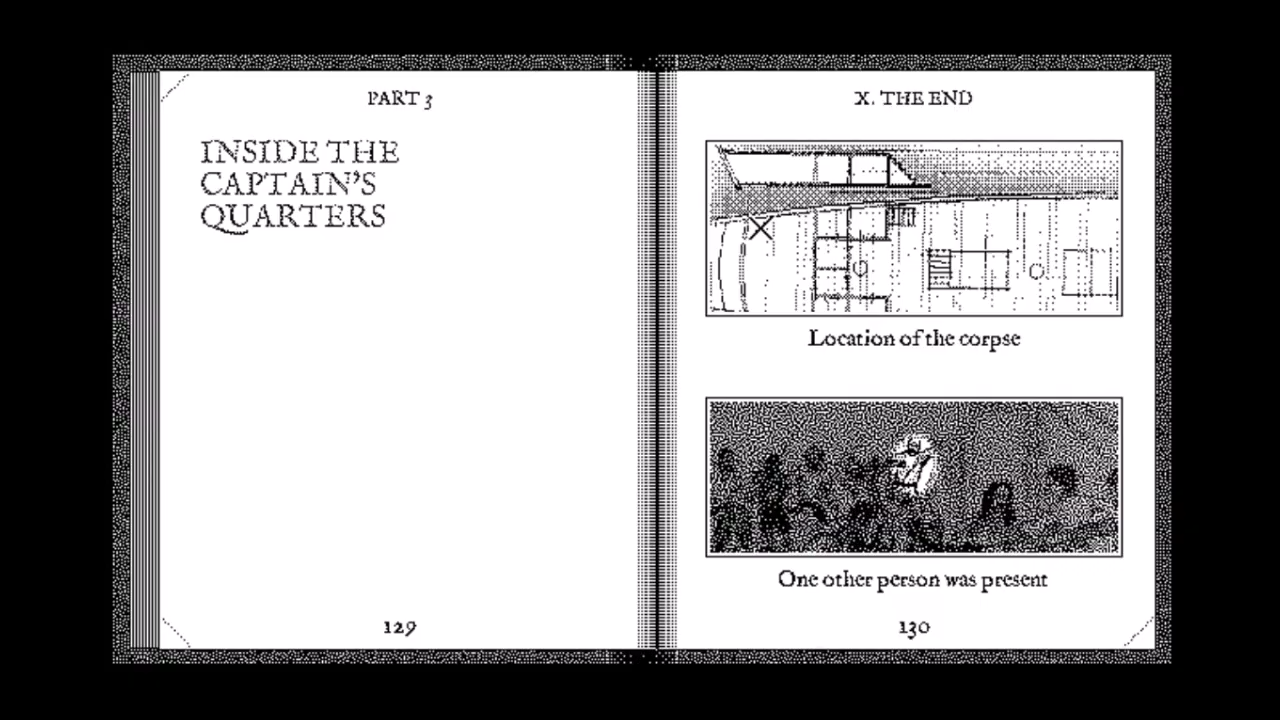 PART 3
INSIDE THE
CAPTAIN'S
QUARTERS
129
X. THE END
Location of the corpse
One other person was present
130